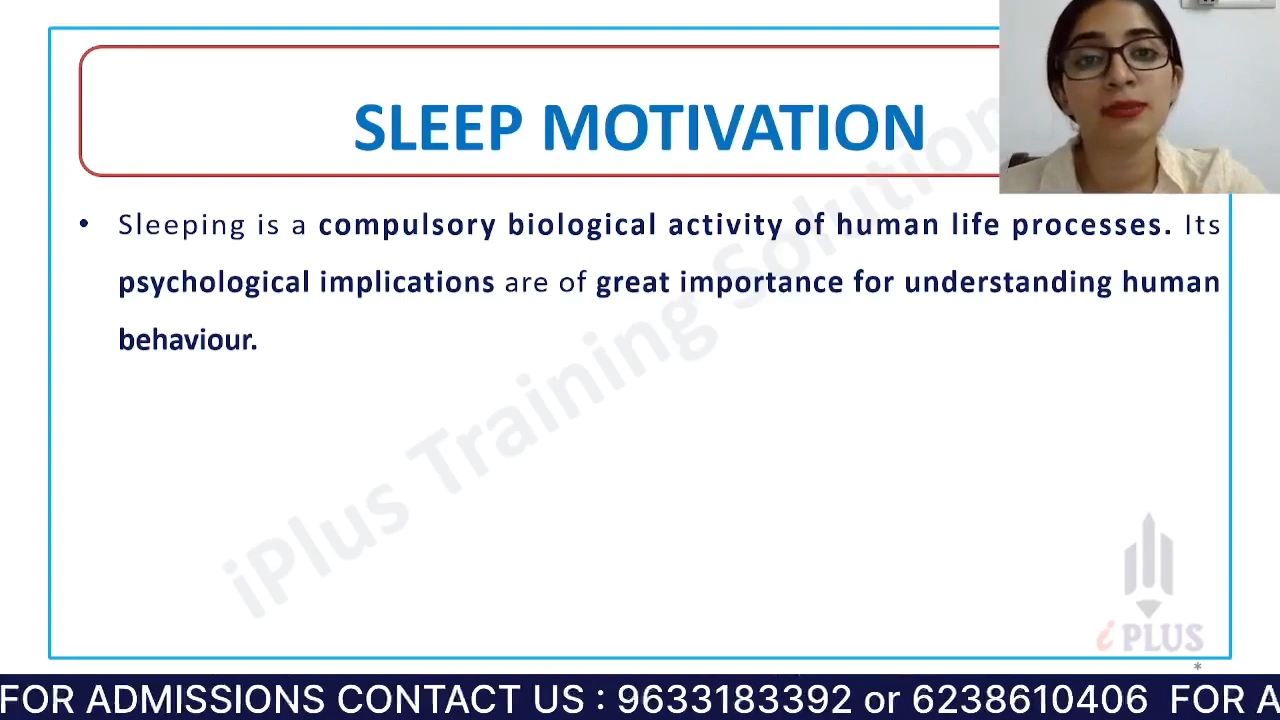 SLEEP MOTIVATION
• Sleeping is a compulsory biological activity of human life processes. Its
psychological implications are of great importance for understanding human
behaviour.
iPlus Training Solution
i PLUS
*
FOR ADMISSIONS CONTACT US : 9633183392 or 6238610406 FOR A